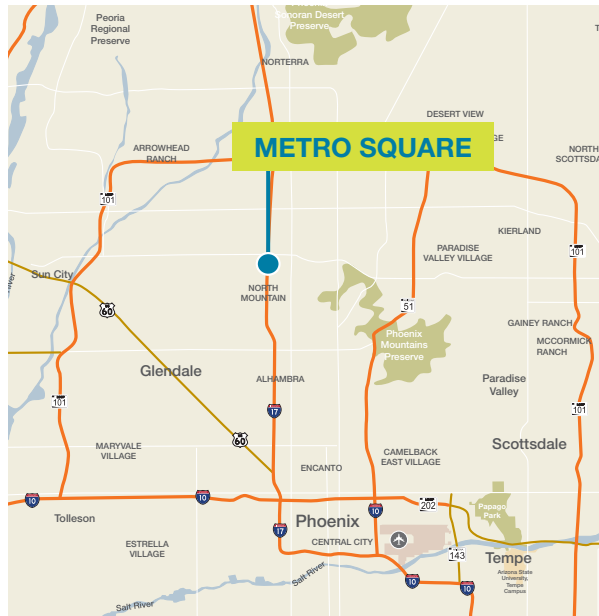 Peoria
Regional
Preserve
Sonoran Desert
Preserve
NORTERRA
DESERT VIEW
METRO SQUARE
ARROWHEAD
RANCH
NORTH
101
KIERLAND
PARADISE
VALLEY VILLAGE
101
Sun City
NORTH
MOUNTAIN
60
51
GAINEY RANCH
MCCORMICK
RANCH
Phoenix
Mountains
Preserve
Glendale
ALHAMBRA
Paradise
Valley
101
17
101
60
MARYVALE
VILLAGE
ENCANTO
CAMELBACK
EAST VILLAGE
Scottsdale
10
10
202
10
Papago
Park
Tolleson
Phoenix
17
CENTRAL CITY
ESTRELLA
VILLAGE
143
Tempe
Salt River
10
10
Arizona State
University,
Tempe
Campus
Salt River